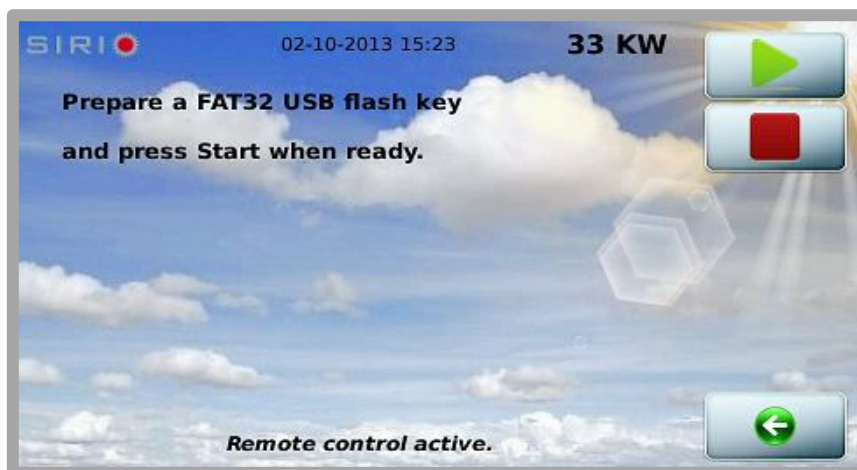 SIRIO 02-10-2013 15:23 33 KW
Prepare a FAT32 USB flash key
and press Start when ready.
Remote control active.